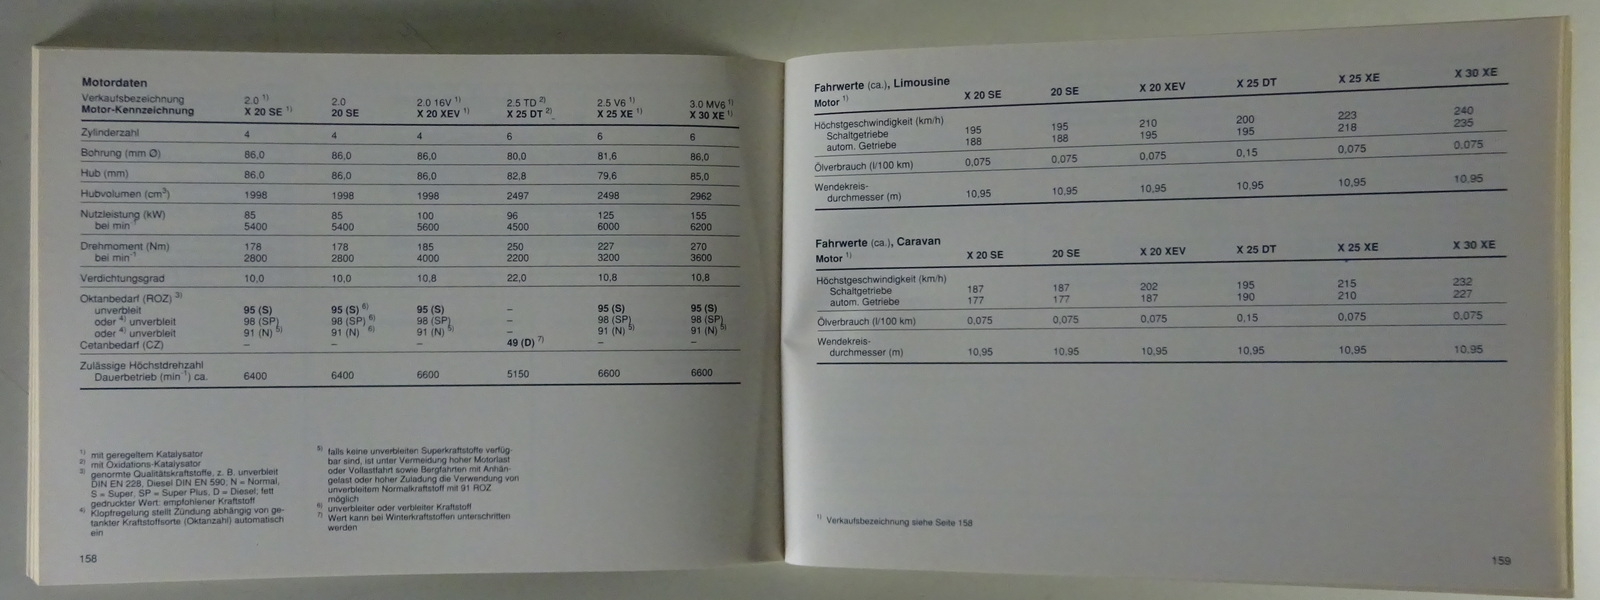 Motordaten
Verkaufsbezeichnung 2.0 1) 2.0 2.0 16V 1) 2.5 TD 2) 2.5 V6 1) 3.0 MV6 1)
Motor-Kennzeichnung X 20 SE 1) 20 SE X 20 XEV 1) X 25 DT 2) X 25 XE 1) X 30 XE 1)
Zylinderzahl 4 4 4 6 6 6
Bohrung (mm Ø) 86,0 86,0 86,0 80,0 81,6 86,0
Hub (mm) 86,0 86,0 86,0 82,8 79,6 85,0
Hubvolumen (cm³) 1998 1998 1998 2497 2498 2962
Nutzleistung (kW) 85 85 100 96 125 155
bei min⁻¹ 5400 5400 5600 4500 6000 6200
Drehmoment (Nm) 178 178 185 250 227 270
bei min⁻¹ 2800 2800 4000 2200 3200 3600
Verdichtungsgrad 10,0 10,0 10,8 22,0 10,8 10,8
Oktanbedarf (ROZ) 3)
unverbleit 95 (S) 95 (S) 6) 95 (S) – 95 (S) 95 (S)
oder 4) unverbleit 98 (SP) 98 (SP) 6) 98 (SP) – 98 (SP) 98 (SP)
oder 4) unverbleit 91 (N) 5) 91 (N) 6) 91 (N) 5) – 91 (N) 5) 91 (N) 5)
Cetanbedarf (CZ) – – – 49 (D) 7) – –
Zulässige Höchstdrehzahl
Dauerbetrieb (min⁻¹) ca. 6400 6400 6600 5150 6600 6600
1) mit geregeltem Katalysator
2) mit Oxidations-Katalysator
3) genormte Qualitätskraftstoffe, z. B. unverbleit
DIN EN 228, Diesel DIN EN 590; N = Normal,
S = Super, SP = Super Plus, D = Diesel; fett
gedruckter Wert: empfohlener Kraftstoff
4) Klopfregelung stellt Zündung abhängig von ge-
tankter Kraftstoffsorte (Oktanzahl) automatisch
ein
5) falls keine unverbleiten Superkraftstoffe verfüg-
bar sind, ist unter Vermeidung hoher Motorlast
oder Vollastfahrt sowie Bergfahrten mit Anhän-
gelast oder hoher Zuladung die Verwendung von
unverbleitem Normalkraftstoff mit 91 ROZ
möglich
6) unverbleiter oder verbleiter Kraftstoff
7) Wert kann bei Winterkraftstoffen unterschritten
werden
158
Fahrwerte (ca.), Limousine
Motor 1) X 20 SE 20 SE X 20 XEV X 25 DT X 25 XE X 30 XE
Höchstgeschwindigkeit (km/h)
Schaltgetriebe 195 195 210 200 223 240
autom. Getriebe 188 188 195 195 218 235
Ölverbrauch (l/100 km) 0,075 0,075 0,075 0,15 0,075 0,075
Wendekreis-
durchmesser (m) 10,95 10,95 10,95 10,95 10,95 10,95
Fahrwerte (ca.), Caravan
Motor 1) X 20 SE 20 SE X 20 XEV X 25 DT X 25 XE X 30 XE
Höchstgeschwindigkeit (km/h)
Schaltgetriebe 187 187 202 195 215 232
autom. Getriebe 177 177 187 190 210 227
Ölverbrauch (l/100 km) 0,075 0,075 0,075 0,15 0,075 0,075
Wendekreis-
durchmesser (m) 10,95 10,95 10,95 10,95 10,95 10,95
1) Verkaufsbezeichnung siehe Seite 158
159